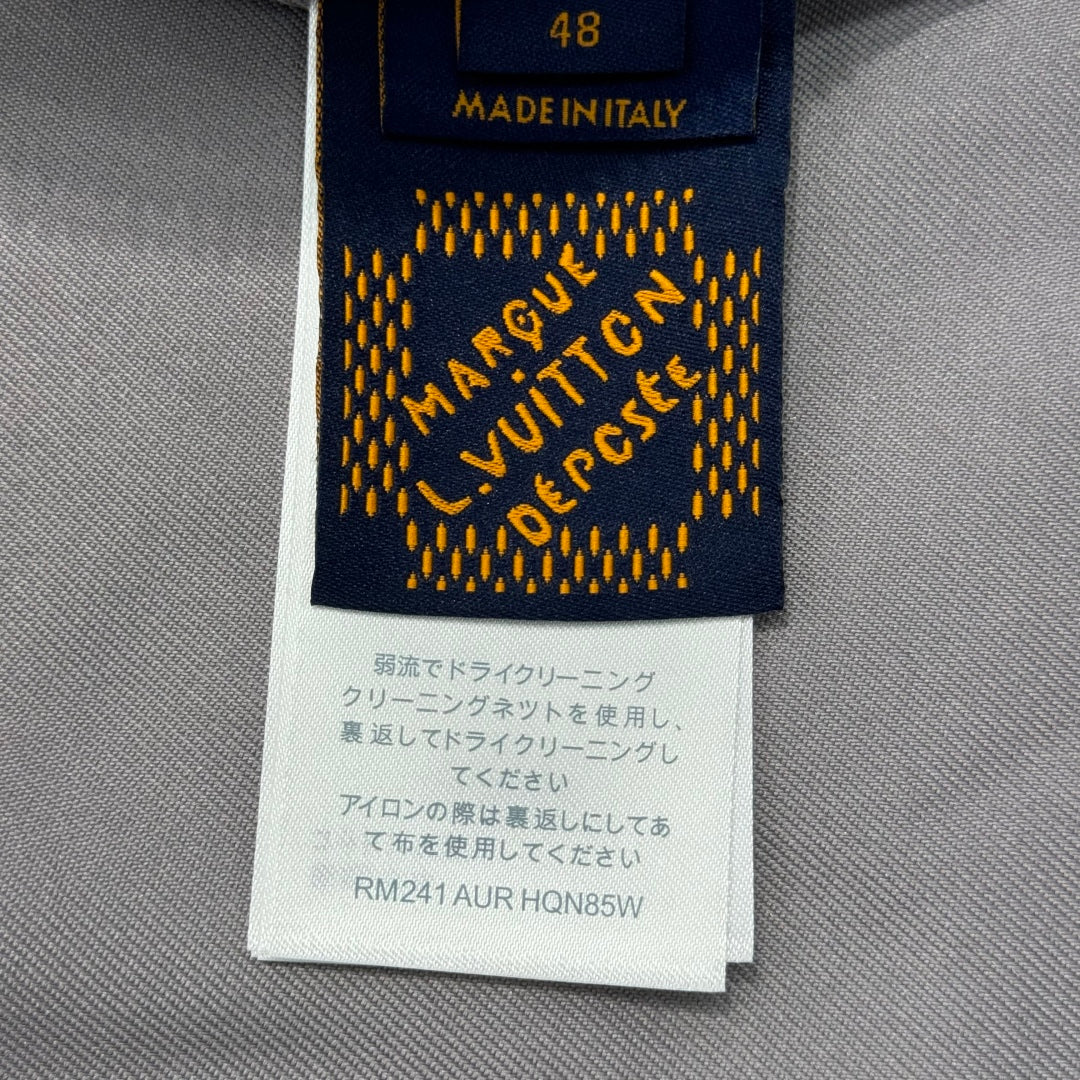 48
MADE IN ITALY
MARQUE
L.VUITTON
DÉPOSÉE
弱流でドライクリーニング
クリーニングネツトを使用し、
裏返してドライクリーニングし
てください
アイロンの際は裏返しにしてあ
て布を使用してください
RM241 AUR HQN85W